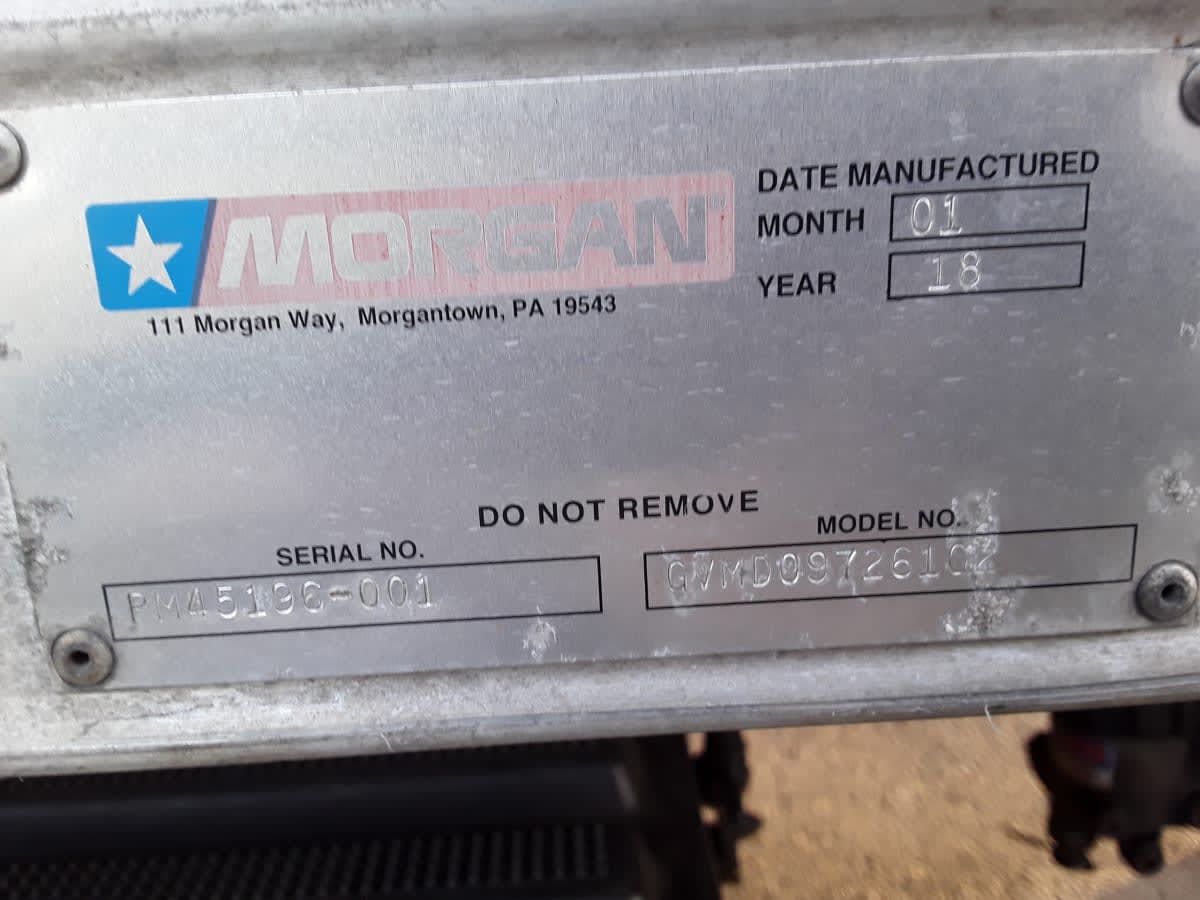 MORGAN
111 Morgan Way, Morgantown, PA 19543
DATE MANUFACTURED
MONTH 01
YEAR 18
DO NOT REMOVE
SERIAL NO.
PM45196-001
MODEL NO.